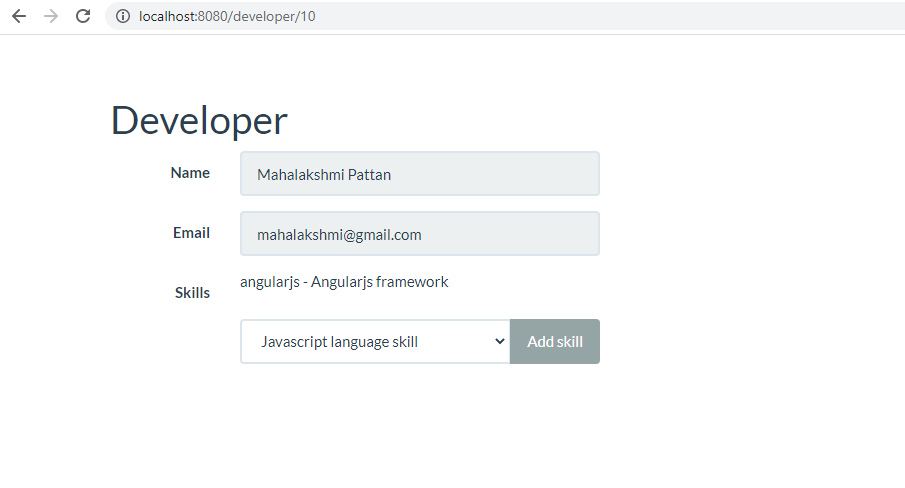 localhost:8080/developer/10
Developer
Name
Mahalakshmi Pattan
Email
mahalakshmi@gmail.com
Skills
angularjs - Angularjs framework
Javascript language skill
Add skill